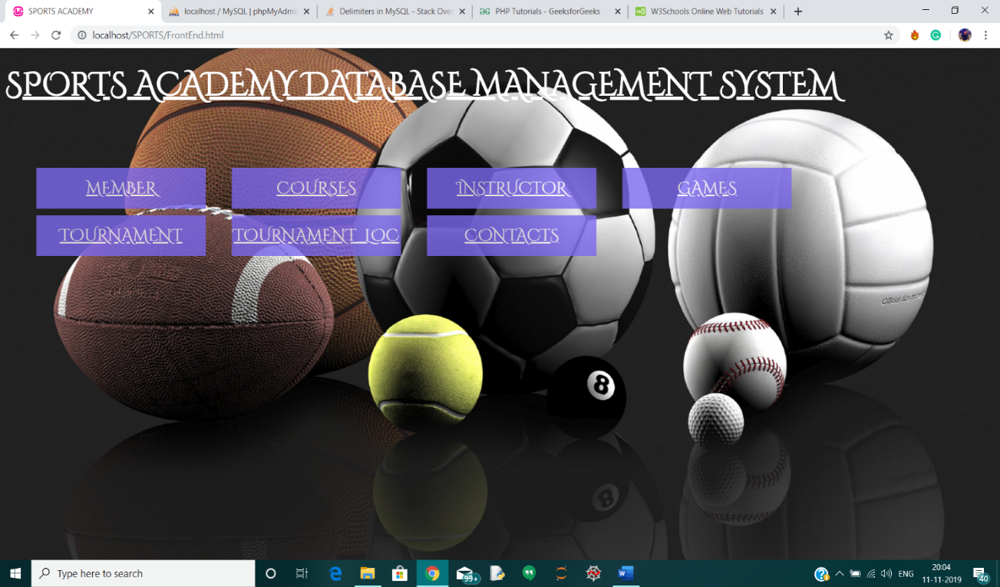 SPORTS ACADEMY
localhost / MySQL | phpMyAdmin
Delimiters in MySQL - Stack Over
PHP Tutorials - GeeksforGeeks
W3Schools Online Web Tutorials
localhost/SPORTS/FrontEnd.html
SPORTS ACADEMY DATABASE MANAGEMENT SYSTEM
MEMBER COURSES INSTRUCTOR GAMES
TOURNAMENT TOURNAMENT_LOC CONTACTS
8
Type here to search
99+
ENG
20:04
11-11-2019
40